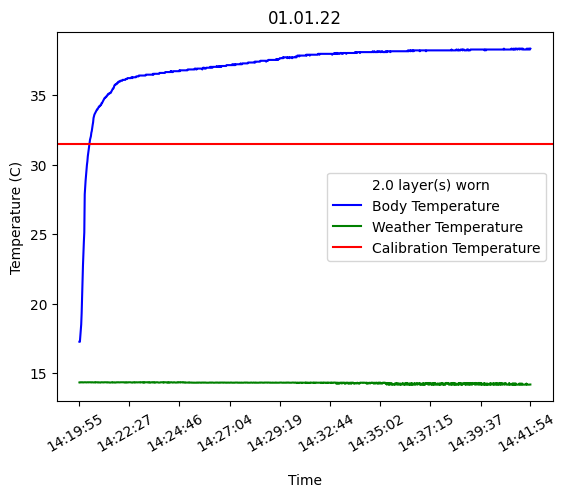 01.01.22
Temperature (C)
35
30
25
20
15
2.0 layer(s) worn
Body Temperature
Weather Temperature
Calibration Temperature
14:19:55 14:22:27 14:24:46 14:27:04 14:29:19 14:32:44 14:35:02 14:37:15 14:39:37 14:41:54
Time